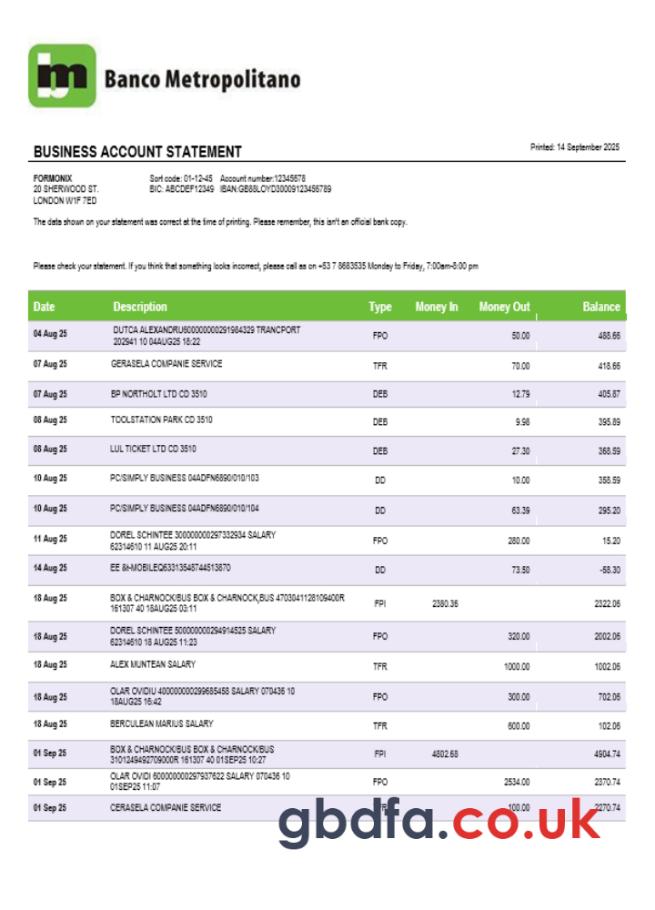 bm Banco Metropolitano
BUSINESS ACCOUNT STATEMENT
Printed: 14 September 2025
FORMONIX Sort code: 01-12-45 Account number:12345678
20 SHERWOOD ST. BIC: ABCDEF12349 IBAN:GB88LOYD30009123456789
LONDON W1F 7ED
The data shown on your statement was correct at the time of printing. Please remember, this isn't an official bank copy.
Please check your statement. If you think that something looks incorrect, please call as on +53 7 8683535 Monday to Friday, 7:00am-8:00 pm
Date Description Type Money In Money Out Balance
04 Aug 25 DUTCA ALEXANDRU600000000291984329 TRANCPORT FPO 50.00 488.66
202941 10 04AUG25 18:22
07 Aug 25 GERASELA COMPANIE SERVICE TFR 70.00 418.66
07 Aug 25 BP NORTHOLT LTD CD 3510 DEB 12.79 405.87
08 Aug 25 TOOLSTATION PARK CD 3510 DEB 9.98 395.89
08 Aug 25 LUL TICKET LTD CD 3510 DEB 27.30 368.59
10 Aug 25 PC/SIMPLY BUSINESS 04ADFN6890/010/103 DD 10.00 358.59
10 Aug 25 PC/SIMPLY BUSINESS 04ADFN6890/010/104 DD 63.39 295.20
11 Aug 25 DOREL SCHINTEE 300000000297332934 SALARY FPO 280.00 15.20
62314610 11 AUG25 20:11
14 Aug 25 EE &t-MOBILEQ63313548744513870 DD 73.50 -58.30
18 Aug 25 BOX & CHARNOCK/BUS BOX & CHARNOCK,BUS 4703041128109400R FPI 2380.36 2322.06
161307 40 18AUG25 03:11
18 Aug 25 DOREL SCHINTEE 500000000294914525 SALARY FPO 320.00 2002.06
62314610 18 AUG25 11:23
18 Aug 25 ALEX MUNTEAN SALARY TFR 1000.00 1002.06
18 Aug 25 OLAR OVIDIU 400000000299685458 SALARY 070436 10 FPO 300.00 702.06
18AUG25 16:42
18 Aug 25 BERCULEAN MARIUS SALARY TFR 600.00 102.06
01 Sep 25 BOX & CHARNOCK/BUS BOX & CHARNOCK/BUS FPI 4802.68 4904.74
3101249492709000R 161307 40 01SEP25 10:27
01 Sep 25 OLAR OVIDI 600000000297937622 SALARY 070436 10 FPO 2534.00 2370.74
01SEP25 11:07
01 Sep 25 CERASELA COMPANIE SERVICE 100.00 2270.74
gbdfa.co.uk